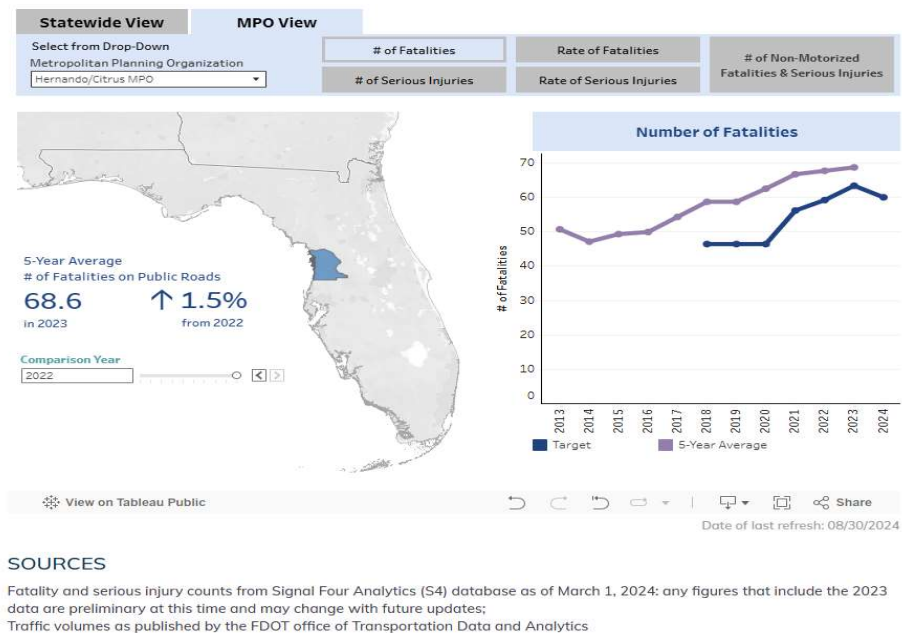 Statewide View
MPO View
Select from Drop-Down
Metropolitan Planning Organization
Hernando/Citrus MPO
# of Fatalities
Rate of Fatalities
# of Non-Motorized
Fatalities & Serious Injuries
# of Serious Injuries
Rate of Serious Injuries
5-Year Average
# of Fatalities on Public Roads
68.6
↑ 1.5%
in 2023
from 2022
Comparison Year
2022
Number of Fatalities
# of Fatalities
70
60
50
40
30
20
10
0
2013
2014
2015
2016
2017
2018
2019
2020
2021
2022
2023
2024
Target
5-Year Average
View on Tableau Public
Share
Date of last refresh: 08/30/2024
SOURCES
Fatality and serious injury counts from Signal Four Analytics (S4) database as of March 1, 2024: any figures that include the 2023
data are preliminary at this time and may change with future updates;
Traffic volumes as published by the FDOT office of Transportation Data and Analytics